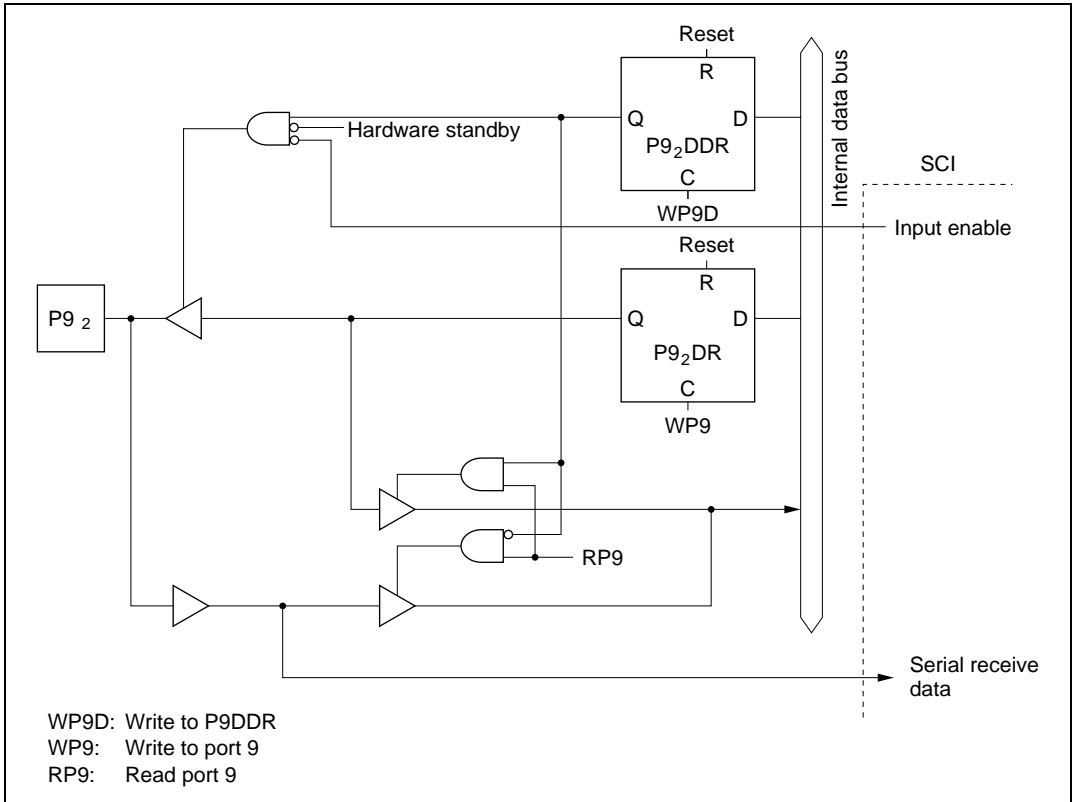 Reset
R
Q
D
P9₂DDR
C
WP9D
Hardware standby
Internal data bus
SCI
Input enable
Reset
R
Q
D
P9₂DR
C
WP9
P9 ₂
RP9
Serial receive
data
WP9D: Write to P9DDR
WP9: Write to port 9
RP9: Read port 9